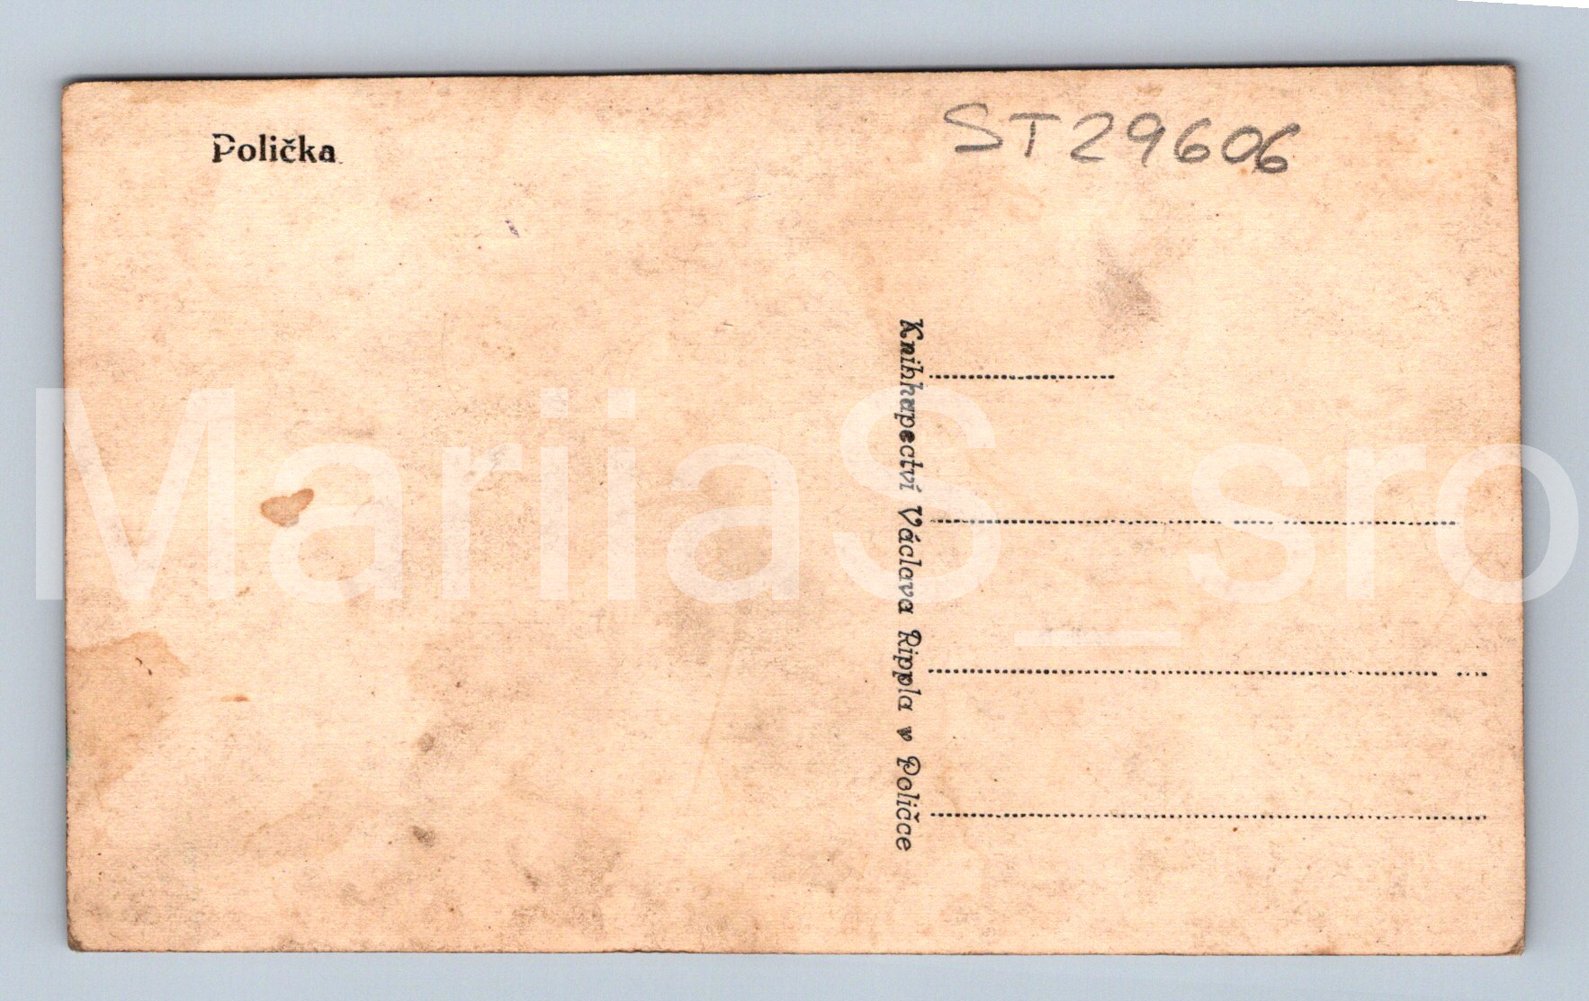 Polička
ST29606
Knihkupectví Václava Rippla v Poličce
MariiaS_sro